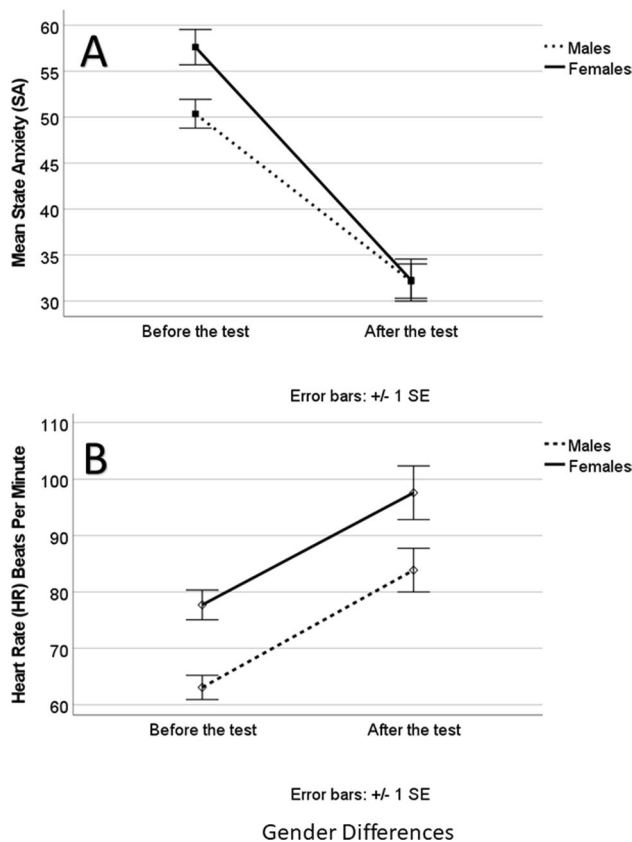 A
Males
Females
Mean State Anxiety (SA)
60
55
50
45
40
35
30
Before the test
After the test
Error bars: +/- 1 SE
B
Males
Females
Heart Rate (HR) Beats Per Minute
110
100
90
80
70
60
Before the test
After the test
Error bars: +/- 1 SE
Gender Differences